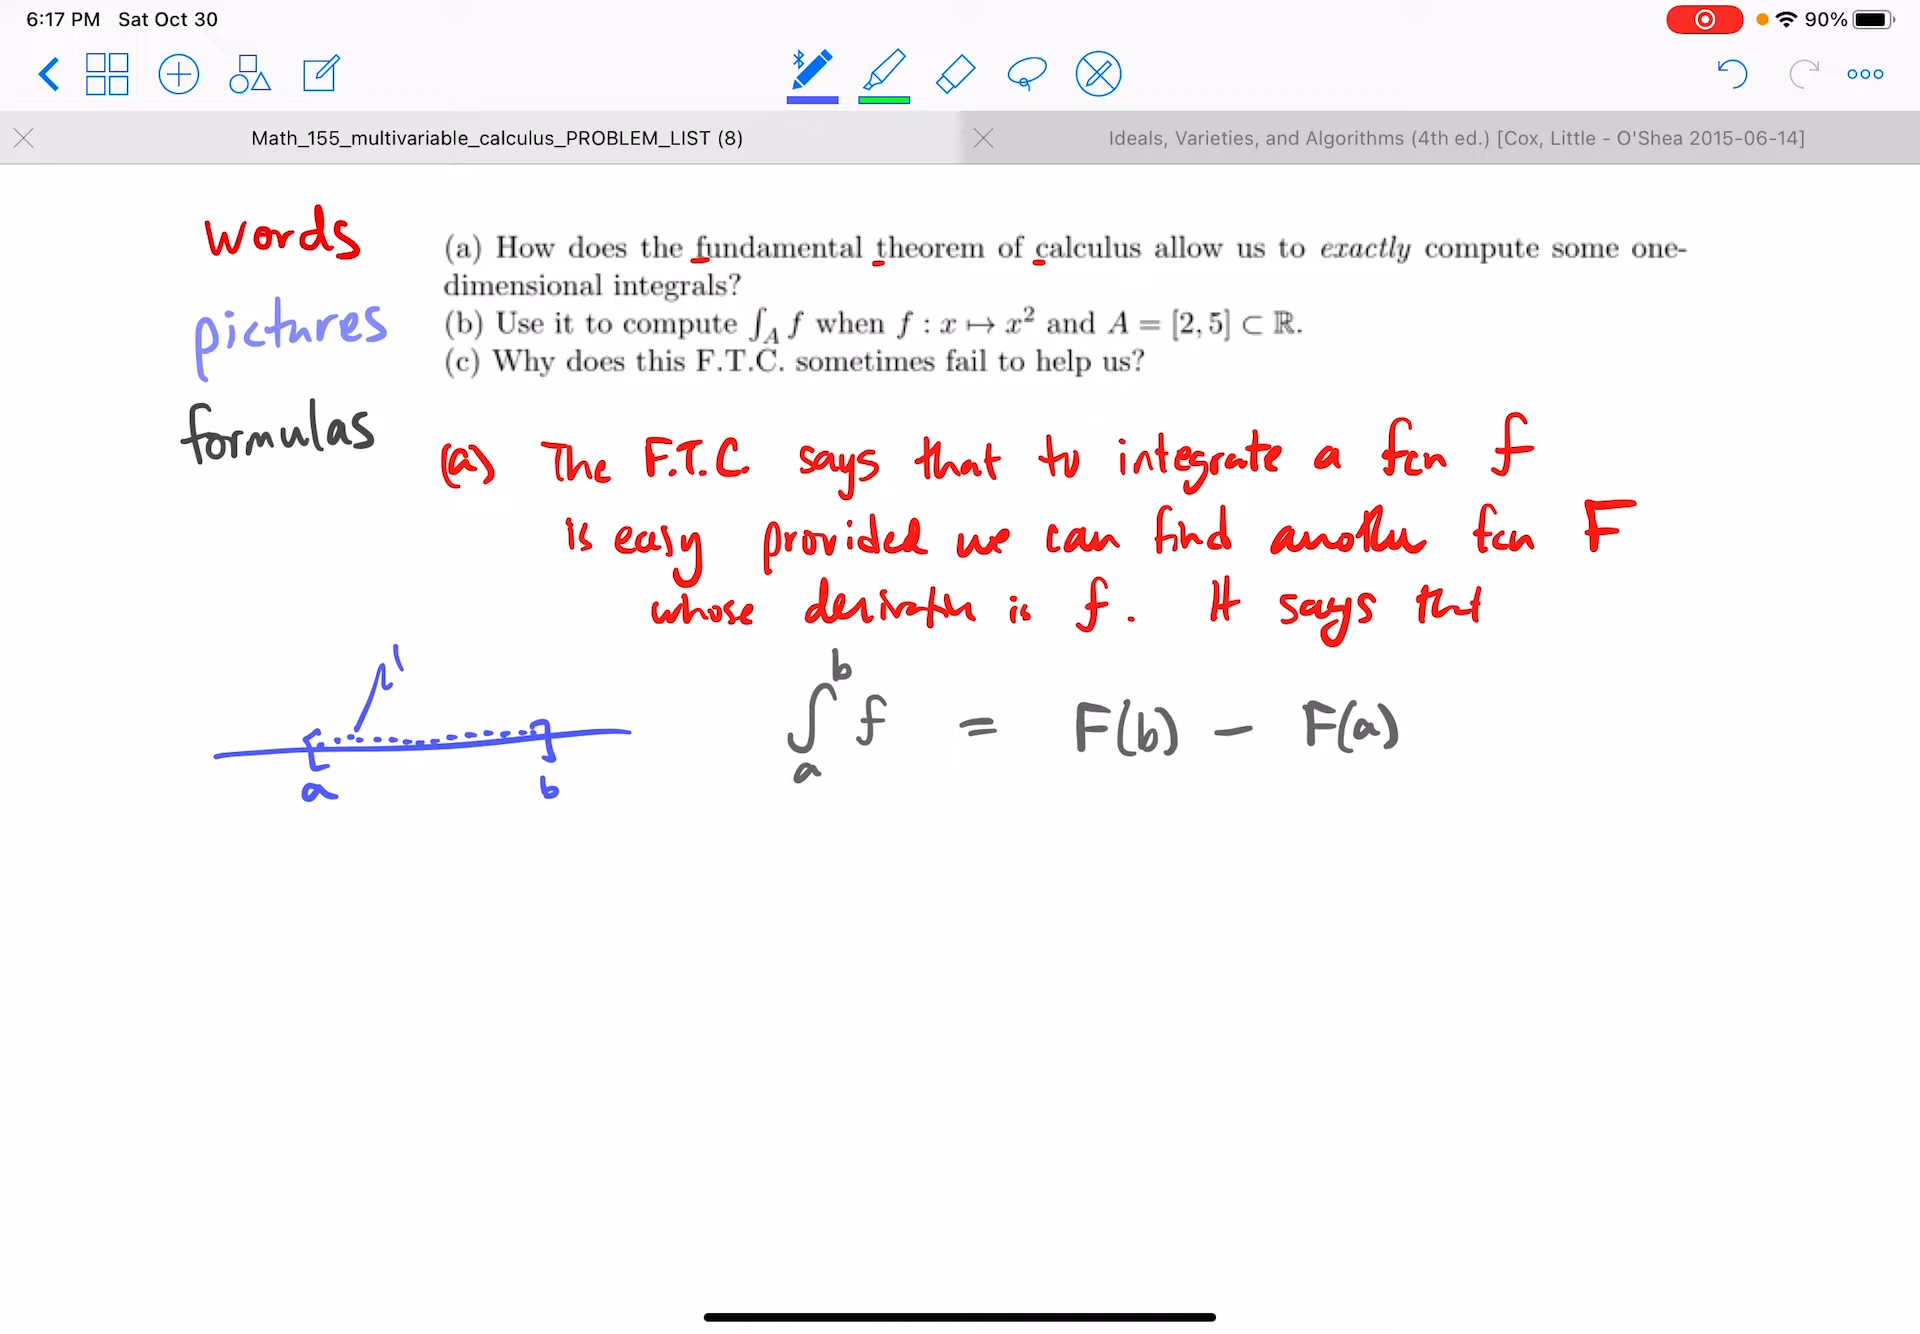 6:17 PM Sat Oct 30
90%
Math_155_multivariable_calculus_PROBLEM_LIST (8)
Ideals, Varieties, and Algorithms (4th ed.) [Cox, Little - O'Shea 2015-06-14]
words
pictures
formulas
(a) How does the fundamental theorem of calculus allow us to exactly compute some one-
dimensional integrals?
(b) Use it to compute ∫_A f when f : x ↦ x² and A = [2, 5] ⊂ ℝ.
(c) Why does this F.T.C. sometimes fail to help us?
(a) The F.T.C. says that to integrate a fcn f
is easy provided we can find another fcn F
whose derivative is f. It says that
∫_a^b f = F(b) − F(a)
a b